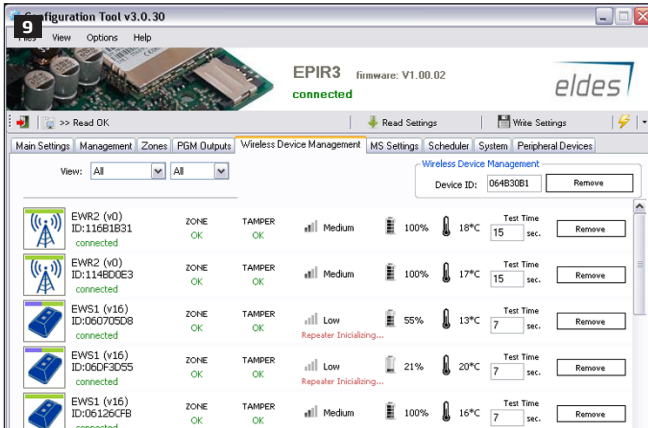 9
Configuration Tool v3.0.30
Files View Options Help
EPIR3 firmware: V1.00.02
connected
eldes
>> Read OK Read Settings Write Settings
Main Settings Management Zones PGM Outputs Wireless Device Management MS Settings Scheduler System Peripheral Devices
View: All All
Wireless Device Management
Device ID: 064B30B1 Remove
EWR2 (v0)
ID:116B1B31
connected
ZONE
OK
TAMPER
OK
Medium 100% 18°C
Test Time
15 sec. Remove
EWR2 (v0)
ID:114BD0E3
connected
ZONE
OK
TAMPER
OK
Medium 100% 17°C
Test Time
15 sec. Remove
EWS1 (v16)
ID:060705D8
connected
ZONE
OK
TAMPER
OK
Low 55% 13°C
Repeater Inicializing...
Test Time
7 sec. Remove
EWS1 (v16)
ID:06DF3D55
connected
ZONE
OK
TAMPER
OK
Low 21% 20°C
Repeater Inicializing...
Test Time
7 sec. Remove
EWS1 (v16)
ID:06126CFB
connected
ZONE
OK
TAMPER
OK
Medium 100% 16°C
Test Time
7 sec. Remove